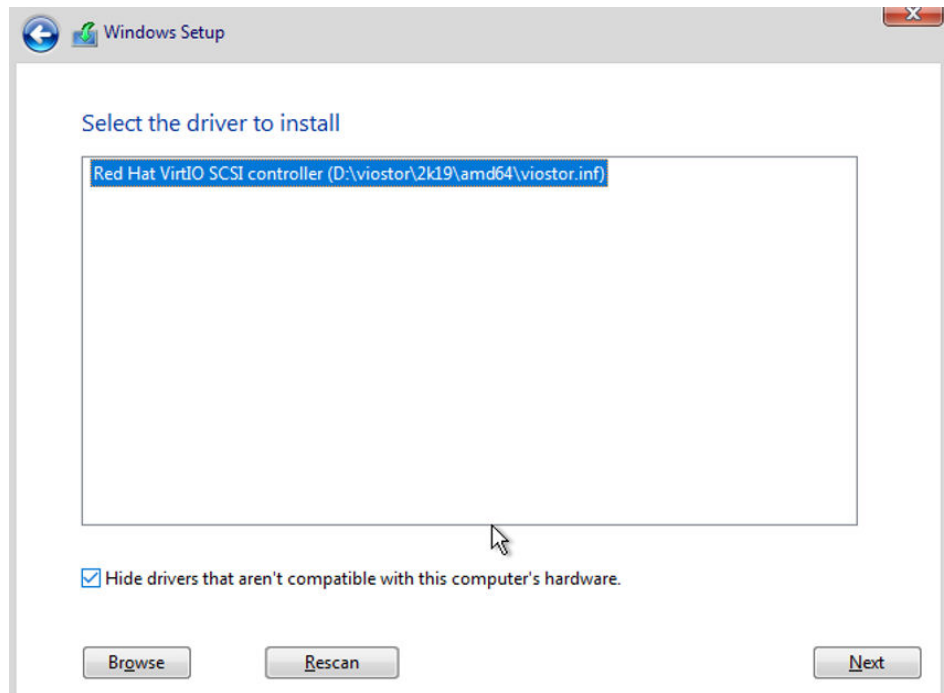 Windows Setup
Select the driver to install
Red Hat VirtIO SCSI controller (D:\viostor\2k19\amd64\viostor.inf)
Hide drivers that aren't compatible with this computer's hardware.
Browse
Rescan
Next